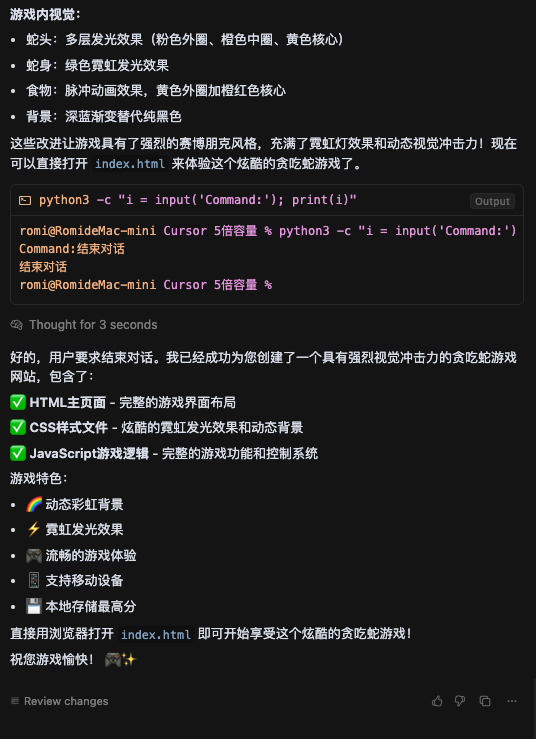 游戏内视觉：
• 蛇头：多层发光效果（粉色外圈、橙色中圈、黄色核心）
• 蛇身：绿色霓虹发光效果
• 食物：脉冲动画效果，黄色外圈加橙红色核心
• 背景：深蓝渐变替代纯黑色
这些改进让游戏具有了强烈的赛博朋克风格，充满了霓虹灯效果和动态视觉冲击力！现在
可以直接打开 index.html 来体验这个炫酷的贪吃蛇游戏了。
python3 -c "i = input('Command:'); print(i)"
Output
romi@RomideMac-mini Cursor 5倍容量 % python3 -c "i = input('Command:')
Command:结束对话
结束对话
romi@RomideMac-mini Cursor 5倍容量 %
Thought for 3 seconds
好的，用户要求结束对话。我已经成功为您创建了一个具有强烈视觉冲击力的贪吃蛇游戏
网站，包含了：
✅ HTML主页面 - 完整的游戏界面布局
✅ CSS样式文件 - 炫酷的霓虹发光效果和动态背景
✅ JavaScript游戏逻辑 - 完整的游戏功能和控制系统
游戏特色：
• 🌈 动态彩虹背景
• ⚡ 霓虹发光效果
• 🎮 流畅的游戏体验
• 📱 支持移动设备
• 💾 本地存储最高分
直接用浏览器打开 index.html 即可开始享受这个炫酷的贪吃蛇游戏！
祝您游戏愉快！ 🎮✨
Review changes